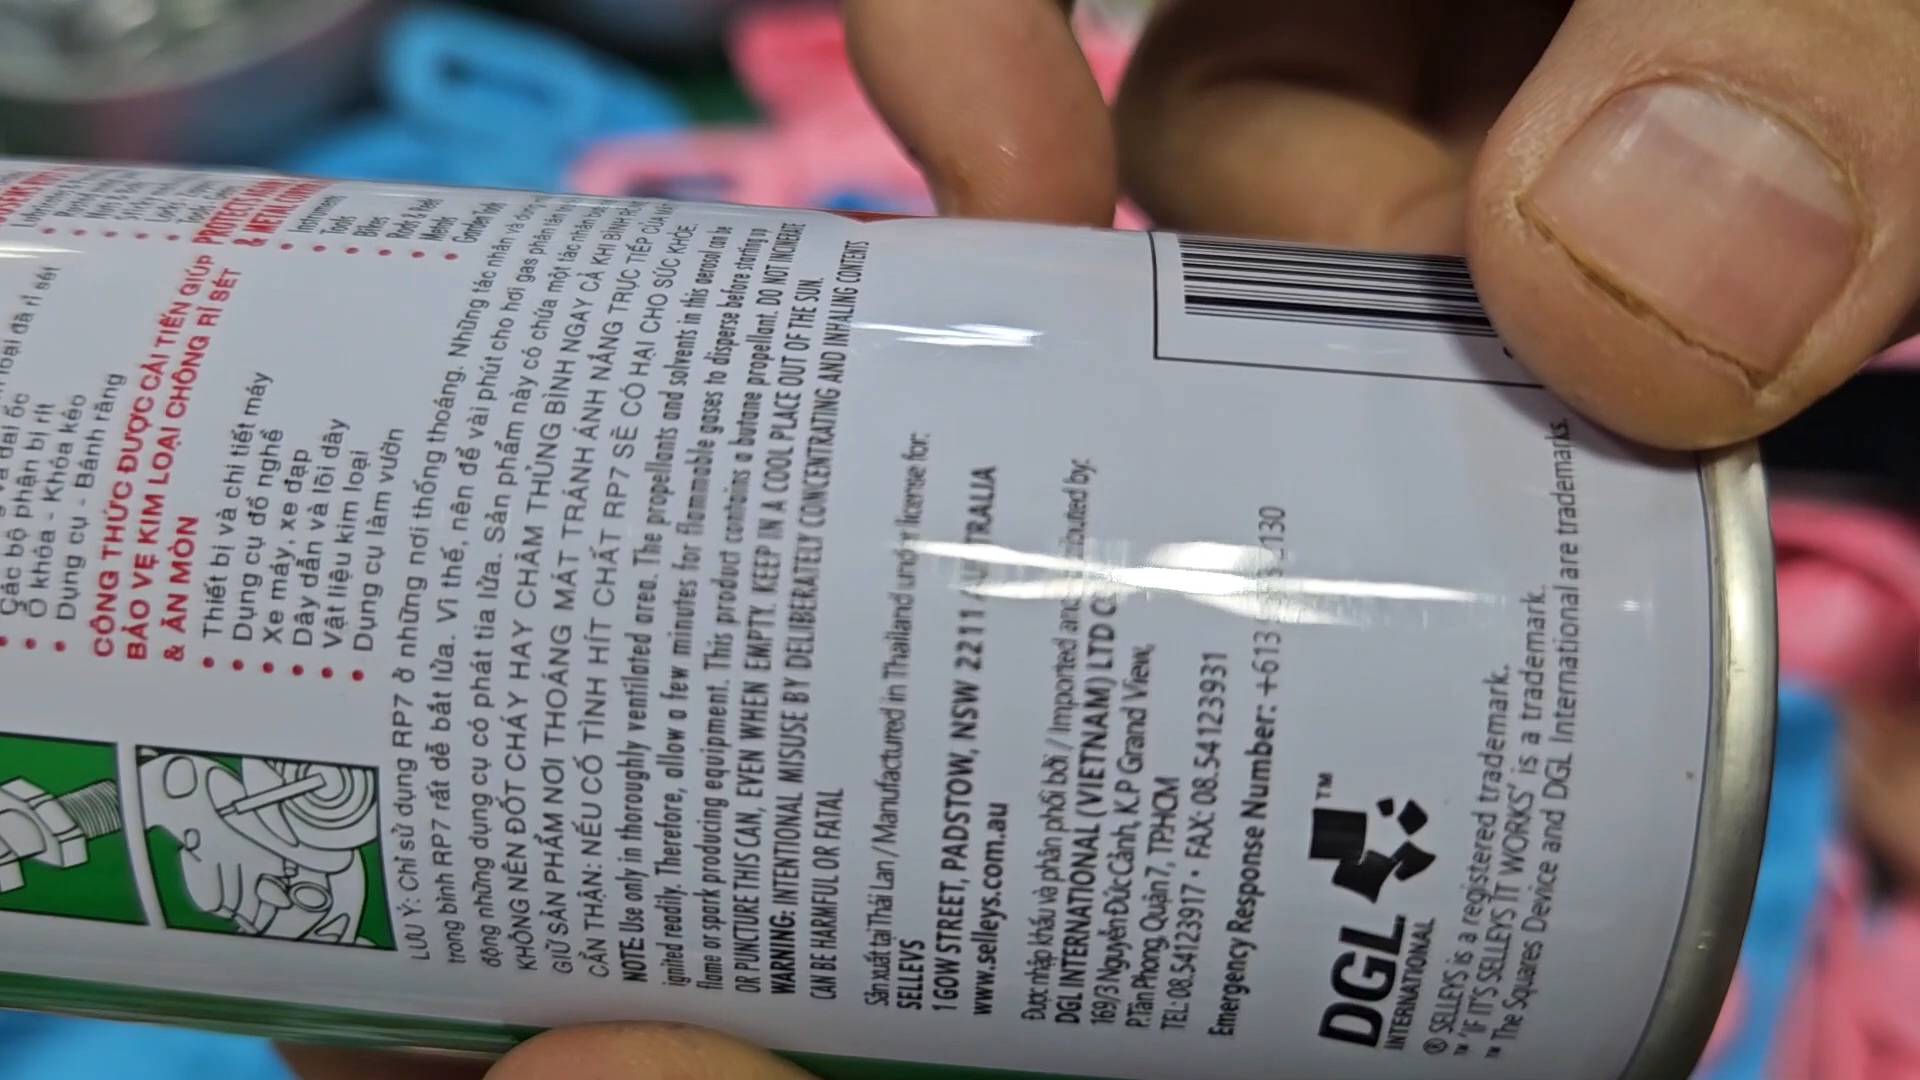 PROTECTS
& METAL
• Tools
• Bikes
• Rods & Reels
• Metals
• Garden Tools
Các bộ phận bị rít
• Ổ khóa - Khóa kéo
• Dụng cụ - Bánh răng
CÔNG THỨC ĐƯỢC CẢI TIẾN GIÚP
BẢO VỆ KIM LOẠI CHỐNG RỈ SÉT
& ĂN MÒN
• Thiết bị và chi tiết máy
• Dụng cụ đồ nghề
• Xe máy, xe đạp
• Dây dẫn và lõi dây
• Vật liệu kim loại
• Dụng cụ làm vườn
LƯU Ý: Chỉ sử dụng RP7 ở những nơi thống thoáng. Những tác nhân và
trong bình RP7 rất dễ bắt lửa. Vì thế, nên để vài phút cho hơi gas phân tán
động những dụng cụ có phát tia lửa. Sản phẩm này có chứa một tác nhân
KHÔNG NÊN ĐỐT CHÁY HAY CHÂM THỦNG BÌNH NGAY CẢ KHI BÌNH
GIỮ SẢN PHẨM NƠI THOÁNG MÁT TRÁNH ÁNH NẮNG TRỰC TIẾP CỦA
CẨN THẬN: NẾU CỐ TÌNH HÍT CHẤT RP7 SẼ CÓ HẠI CHO SỨC KHỎE.
NOTE: Use only in thoroughly ventilated area. The propellants and solvents in this aerosol can be
ignited readily. Therefore, allow a few minutes for flammable gases to disperse before starting up
flame or spark producing equipment. This product contains a butane propellant. DO NOT INCINERATE
OR PUNCTURE THIS CAN, EVEN WHEN EMPTY. KEEP IN A COOL PLACE OUT OF THE SUN.
WARNING: INTENTIONAL MISUSE BY DELIBERATELY CONCENTRATING AND INHALING CONTENTS
CAN BE HARMFUL OR FATAL
Sản xuất tại Thái Lan / Manufactured in Thailand under license for:
SELLEYS
1 GOW STREET, PADSTOW, NSW 2211 AUSTRALIA
www.selleys.com.au
Được nhập khẩu và phân phối bởi / Imported and distributed by:
DGL INTERNATIONAL (VIETNAM) LTD
169/3 Nguyễn Đức Cảnh, K.P Grand View,
P.Tân Phong, Quận 7, TP.HCM
TEL: 08.54123917 • FAX: 08.54123931
Emergency Response Number: +613 130
DGL ™
INTERNATIONAL
® SELLEYS is a registered trademark.
™ 'IF IT'S SELLEYS IT WORKS' is a trademark.
™ The Squares Device and DGL International are trademarks.